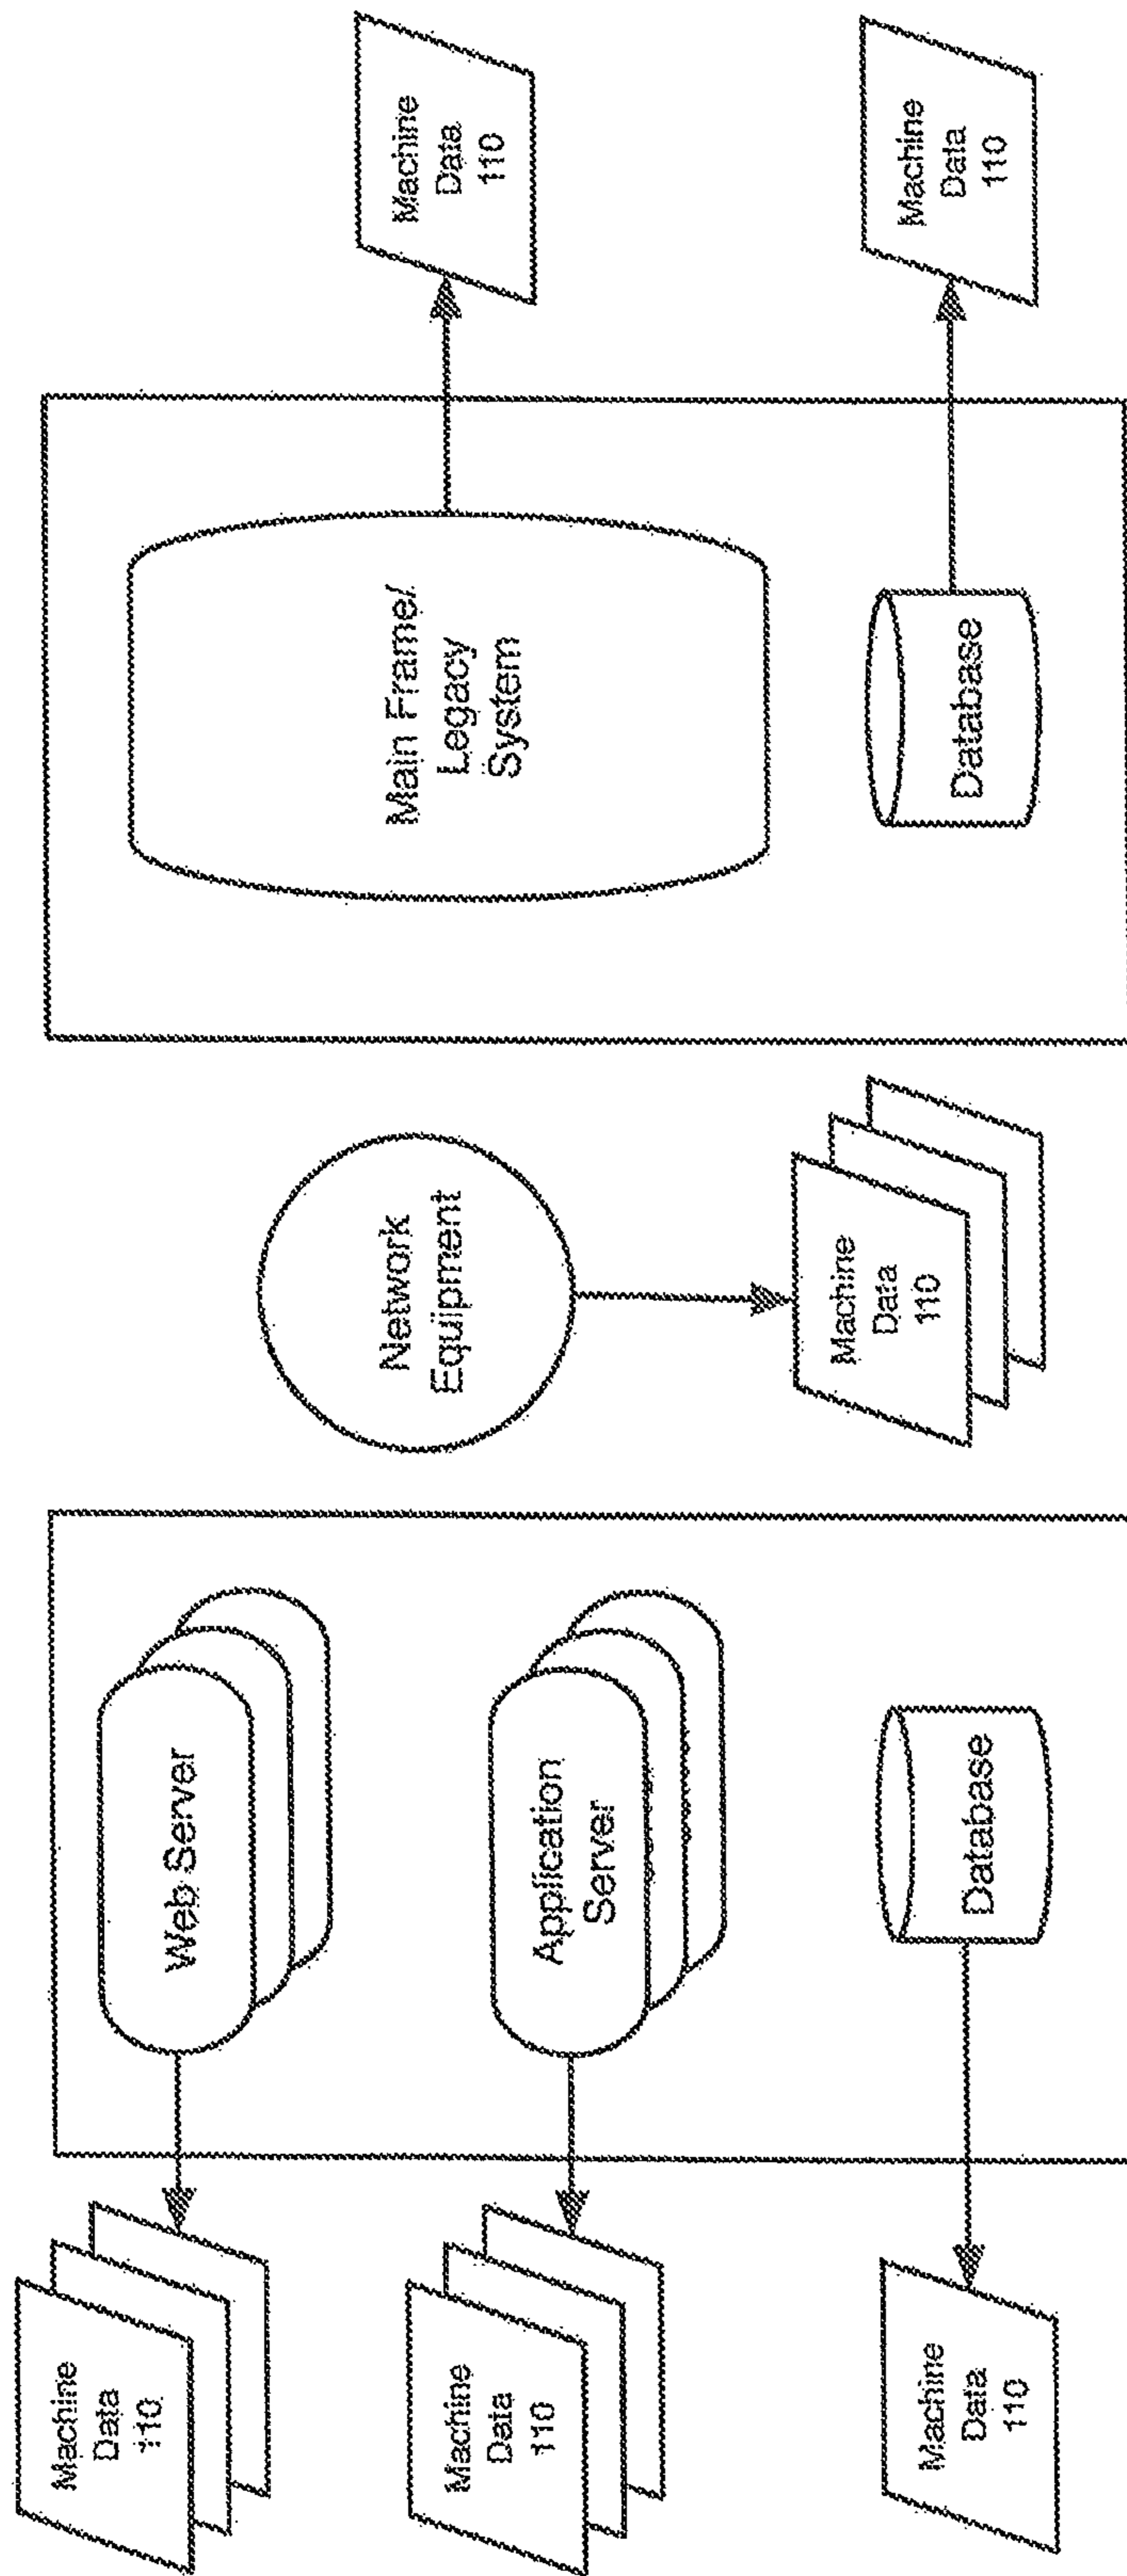 Machine
Data
110
Web Server
Machine
Data
110
Application
Server
Machine
Data
110
Database
Network
Equipment
Machine
Data
110
Main Frame/
Legacy
System
Machine
Data
110
Database
Machine
Data
110